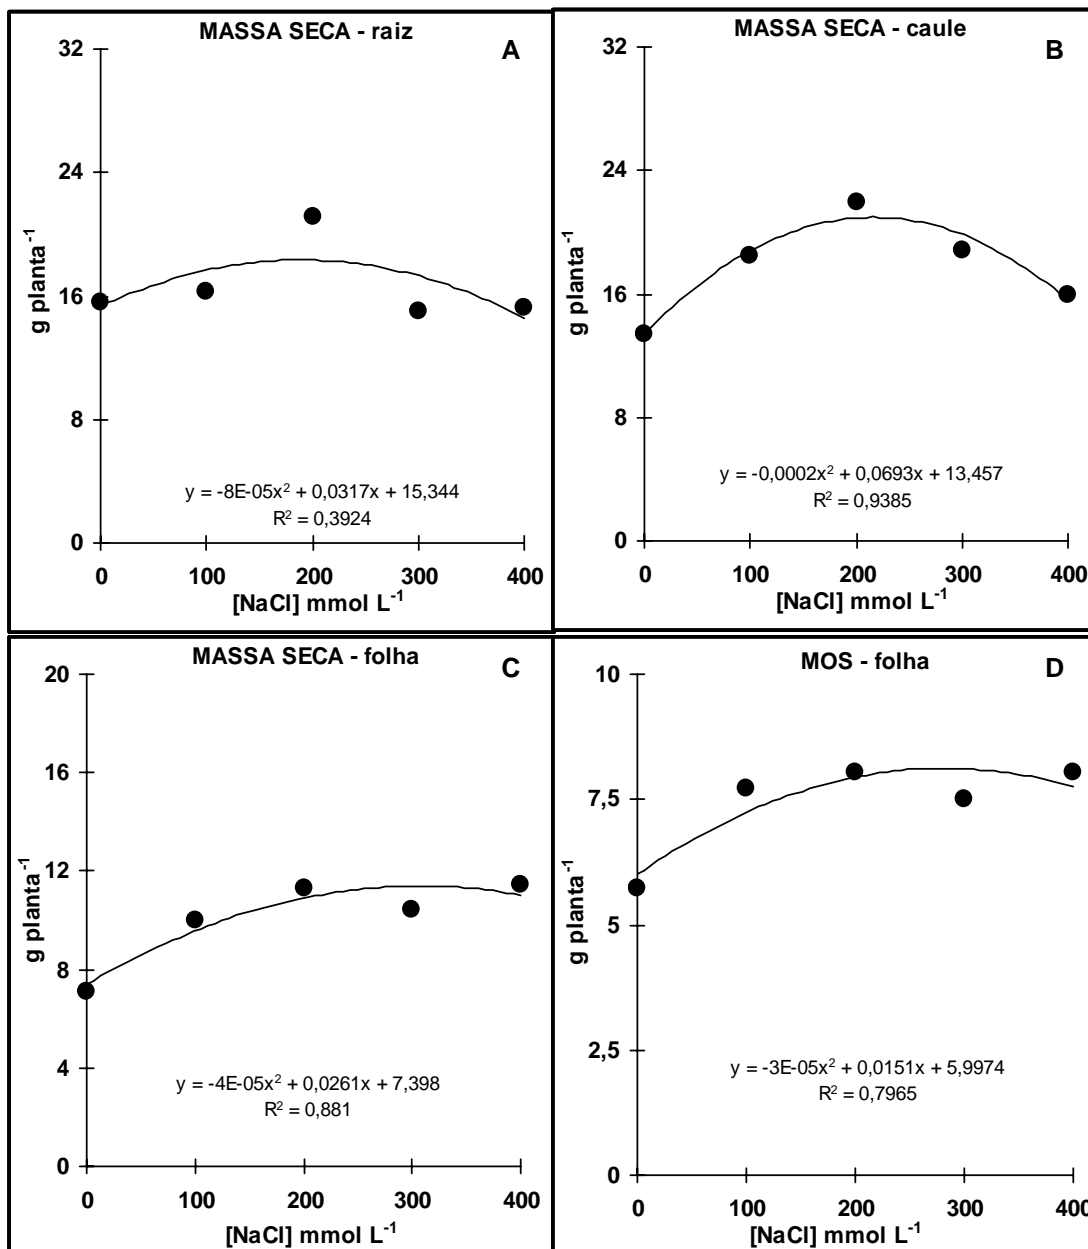 MASSA SECA - raiz
A
32
24
16
8
0
g planta⁻¹
y = -8E-05x² + 0,0317x + 15,344
R² = 0,3924
0 100 200 300 400
[NaCl] mmol L⁻¹
MASSA SECA - caule
B
32
24
16
8
0
g planta⁻¹
y = -0,0002x² + 0,0693x + 13,457
R² = 0,9385
0 100 200 300 400
[NaCl] mmol L⁻¹
MASSA SECA - folha
C
20
16
12
8
4
0
g planta⁻¹
y = -4E-05x² + 0,0261x + 7,398
R² = 0,881
0 100 200 300 400
[NaCl] mmol L⁻¹
MOS - folha
D
10
7,5
5
2,5
0
g planta⁻¹
y = -3E-05x² + 0,0151x + 5,9974
R² = 0,7965
0 100 200 300 400
[NaCl] mmol L⁻¹